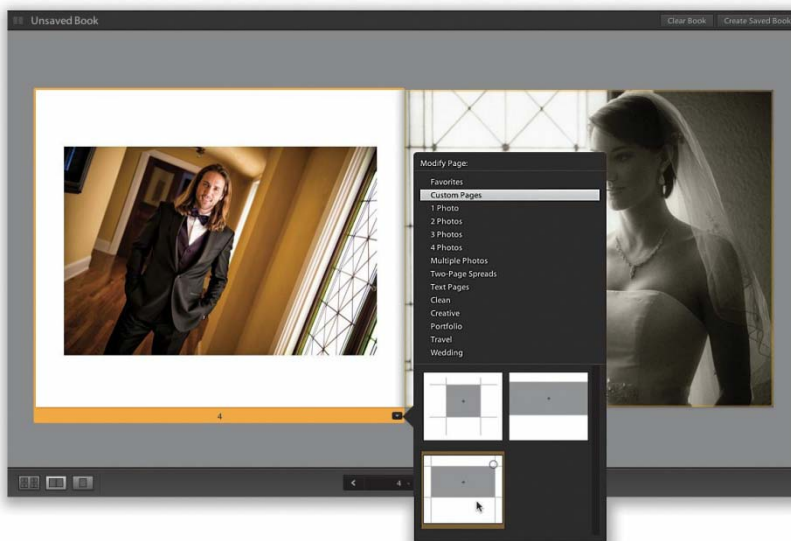 Unsaved Book
Clear Book
Create Saved Book
Modify Page:
Favorites
Custom Pages
1 Photo
2 Photos
3 Photos
4 Photos
Multiple Photos
Two-Page Spreads
Text Pages
Clean
Creative
Portfolio
Travel
Wedding
4
4 -